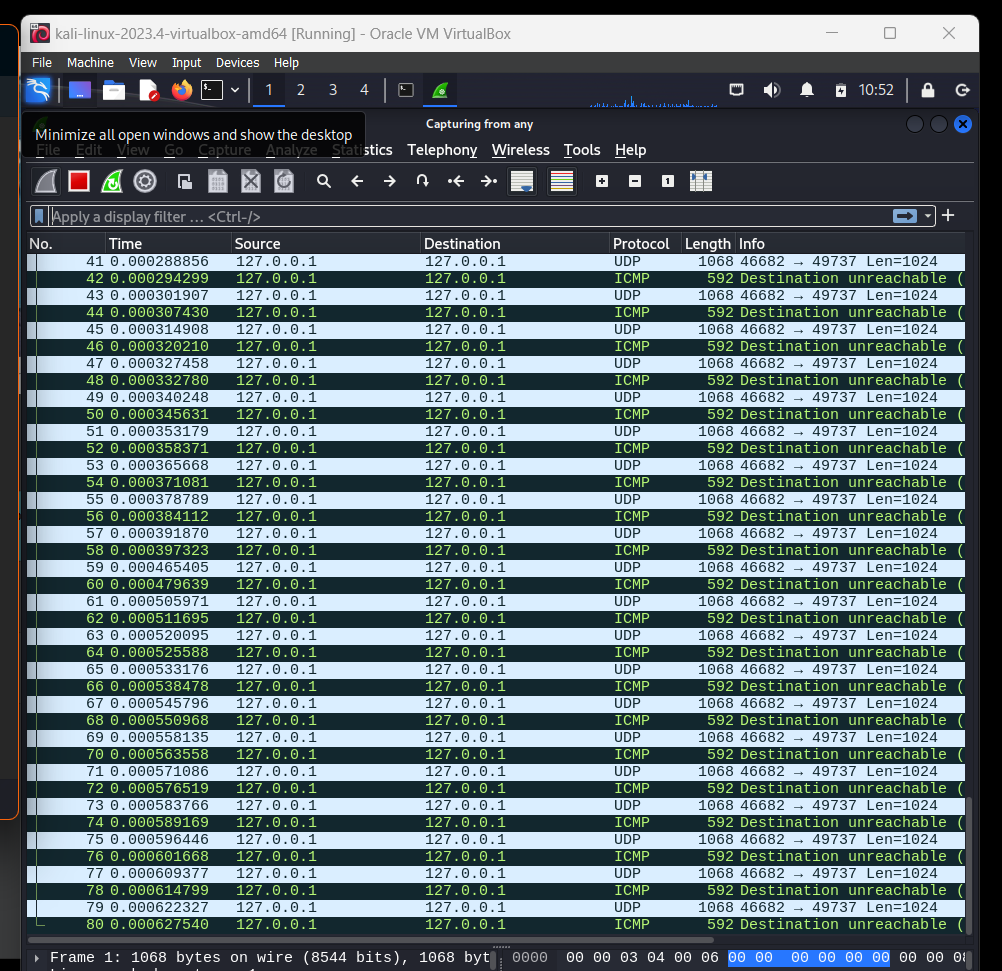 kali-linux-2023.4-virtualbox-amd64 [Running] - Oracle VM VirtualBox
File Machine View Input Devices Help
1 2 3 4 10:52
Minimize all open windows and show the desktop
Capturing from any
File Edit View Go Capture Analyze Statistics Telephony Wireless Tools Help
Apply a display filter … <Ctrl-/>
No. Time Source Destination Protocol Length Info
41 0.000288856 127.0.0.1 127.0.0.1 UDP 1068 46682 → 49737 Len=1024
42 0.000294299 127.0.0.1 127.0.0.1 ICMP 592 Destination unreachable (
43 0.000301907 127.0.0.1 127.0.0.1 UDP 1068 46682 → 49737 Len=1024
44 0.000307430 127.0.0.1 127.0.0.1 ICMP 592 Destination unreachable (
45 0.000314908 127.0.0.1 127.0.0.1 UDP 1068 46682 → 49737 Len=1024
46 0.000320210 127.0.0.1 127.0.0.1 ICMP 592 Destination unreachable (
47 0.000327458 127.0.0.1 127.0.0.1 UDP 1068 46682 → 49737 Len=1024
48 0.000332780 127.0.0.1 127.0.0.1 ICMP 592 Destination unreachable (
49 0.000340248 127.0.0.1 127.0.0.1 UDP 1068 46682 → 49737 Len=1024
50 0.000345631 127.0.0.1 127.0.0.1 ICMP 592 Destination unreachable (
51 0.000353179 127.0.0.1 127.0.0.1 UDP 1068 46682 → 49737 Len=1024
52 0.000358371 127.0.0.1 127.0.0.1 ICMP 592 Destination unreachable (
53 0.000365668 127.0.0.1 127.0.0.1 UDP 1068 46682 → 49737 Len=1024
54 0.000371081 127.0.0.1 127.0.0.1 ICMP 592 Destination unreachable (
55 0.000378789 127.0.0.1 127.0.0.1 UDP 1068 46682 → 49737 Len=1024
56 0.000384112 127.0.0.1 127.0.0.1 ICMP 592 Destination unreachable (
57 0.000391870 127.0.0.1 127.0.0.1 UDP 1068 46682 → 49737 Len=1024
58 0.000397323 127.0.0.1 127.0.0.1 ICMP 592 Destination unreachable (
59 0.000465405 127.0.0.1 127.0.0.1 UDP 1068 46682 → 49737 Len=1024
60 0.000479639 127.0.0.1 127.0.0.1 ICMP 592 Destination unreachable (
61 0.000505971 127.0.0.1 127.0.0.1 UDP 1068 46682 → 49737 Len=1024
62 0.000511695 127.0.0.1 127.0.0.1 ICMP 592 Destination unreachable (
63 0.000520095 127.0.0.1 127.0.0.1 UDP 1068 46682 → 49737 Len=1024
64 0.000525588 127.0.0.1 127.0.0.1 ICMP 592 Destination unreachable (
65 0.000533176 127.0.0.1 127.0.0.1 UDP 1068 46682 → 49737 Len=1024
66 0.000538478 127.0.0.1 127.0.0.1 ICMP 592 Destination unreachable (
67 0.000545796 127.0.0.1 127.0.0.1 UDP 1068 46682 → 49737 Len=1024
68 0.000550968 127.0.0.1 127.0.0.1 ICMP 592 Destination unreachable (
69 0.000558135 127.0.0.1 127.0.0.1 UDP 1068 46682 → 49737 Len=1024
70 0.000563558 127.0.0.1 127.0.0.1 ICMP 592 Destination unreachable (
71 0.000571086 127.0.0.1 127.0.0.1 UDP 1068 46682 → 49737 Len=1024
72 0.000576519 127.0.0.1 127.0.0.1 ICMP 592 Destination unreachable (
73 0.000583766 127.0.0.1 127.0.0.1 UDP 1068 46682 → 49737 Len=1024
74 0.000589169 127.0.0.1 127.0.0.1 ICMP 592 Destination unreachable (
75 0.000596446 127.0.0.1 127.0.0.1 UDP 1068 46682 → 49737 Len=1024
76 0.000601668 127.0.0.1 127.0.0.1 ICMP 592 Destination unreachable (
77 0.000609377 127.0.0.1 127.0.0.1 UDP 1068 46682 → 49737 Len=1024
78 0.000614799 127.0.0.1 127.0.0.1 ICMP 592 Destination unreachable (
79 0.000622327 127.0.0.1 127.0.0.1 UDP 1068 46682 → 49737 Len=1024
80 0.000627540 127.0.0.1 127.0.0.1 ICMP 592 Destination unreachable (
Frame 1: 1068 bytes on wire (8544 bits), 1068 byt 0000 00 00 03 04 00 06 00 00 00 00 00 00 00 00